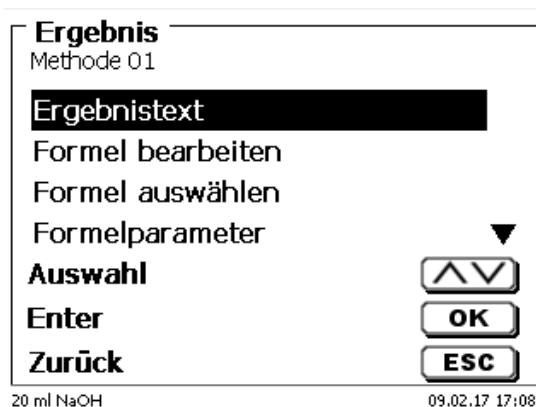 Ergebnis
Methode 01
Ergebnistext
Formel bearbeiten
Formel auswählen
Formelparameter
Auswahl
Enter OK
Zurück ESC
20 ml NaOH 09.02.17 17:08